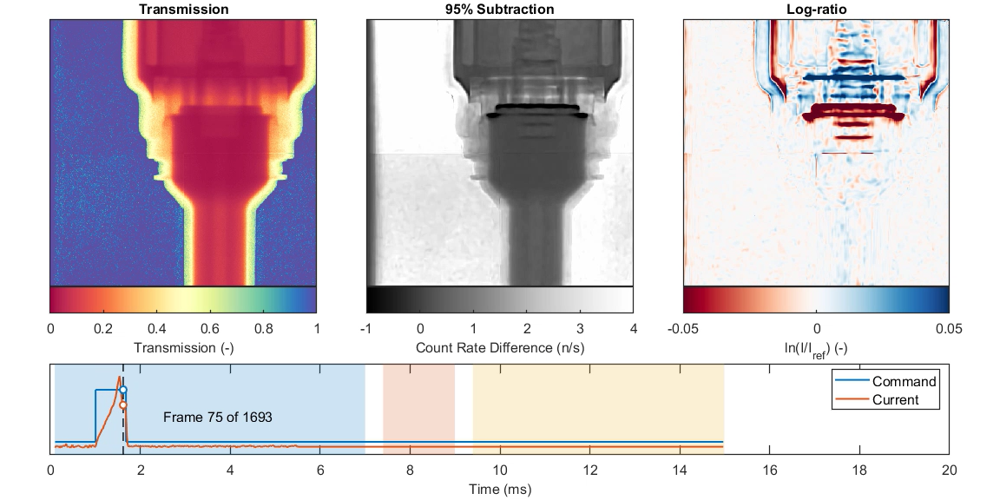 Transmission
95% Subtraction
Log-ratio
0 0.2 0.4 0.6 0.8 1
-1 0 1 2 3 4
-0.05 0 0.05
Transmission (-)
Count Rate Difference (n/s)
ln(I/I_ref) (-)
Command
Current
Frame 75 of 1693
0 2 4 6 8 10 12 14 16 18 20
Time (ms)